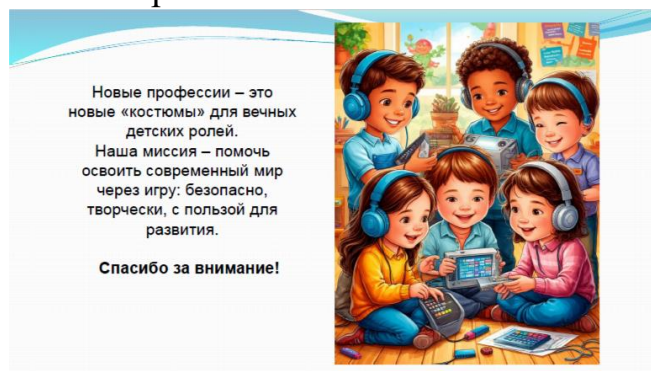 Новые профессии – это
новые «костюмы» для вечных
детских ролей.
Наша миссия – помочь
освоить современный мир
через игру: безопасно,
творчески, с пользой для
развития.
Спасибо за внимание!